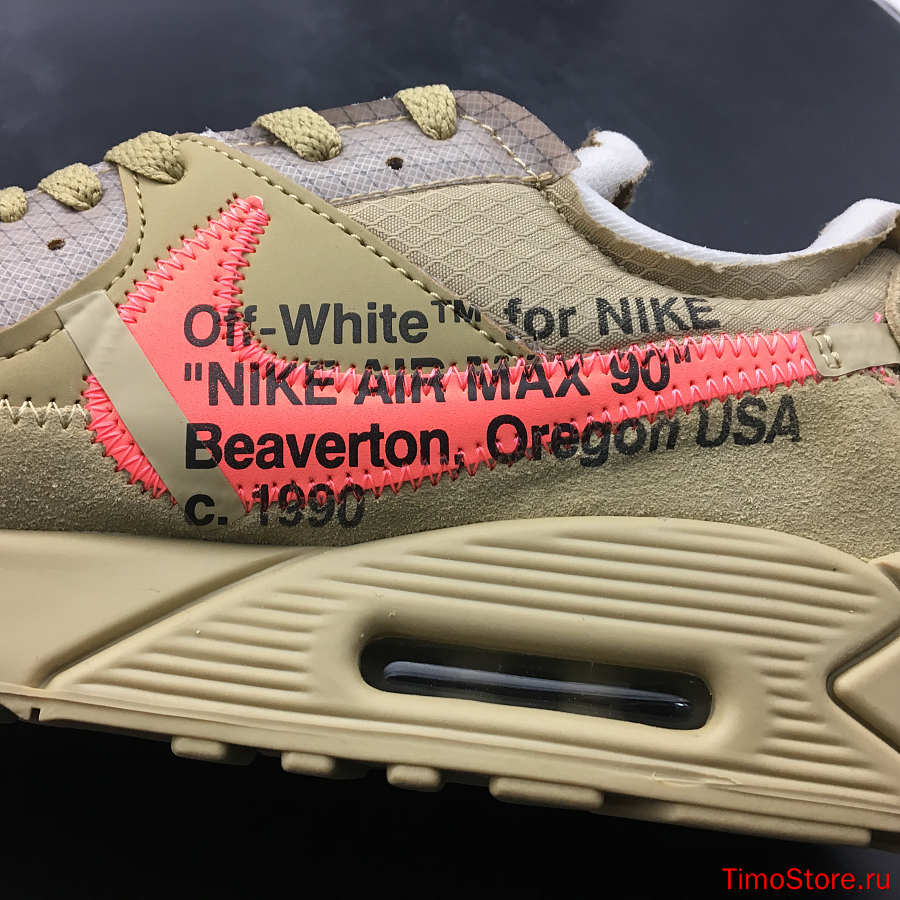 Off-White™ for NIKE
"NIKE AIR MAX 90"
Beaverton, Oregon USA
c. 1990
TimoStore.ru